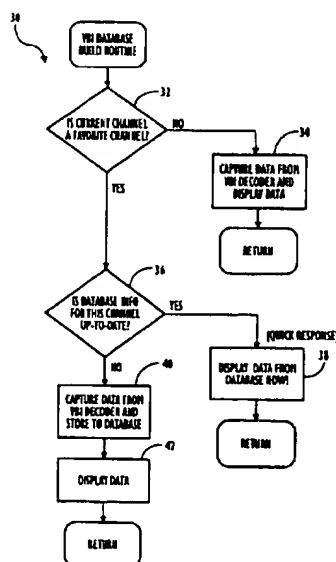 30
VBI DATABASE
BUILD ROUTINE
32
IS CURRENT CHANNEL
A FAVORITE CHANNEL?
NO
34
CAPTURE DATA FROM
VBI DECODER AND
DISPLAY DATA
YES
RETURN
36
IS DATABASE INFO
FOR THIS CHANNEL
UP-TO-DATE?
YES
(QUICK RESPONSE)
38
DISPLAY DATA FROM
DATABASE NOW!
NO
40
CAPTURE DATA FROM
VBI DECODER AND
STORE TO DATABASE
RETURN
42
DISPLAY DATA
RETURN